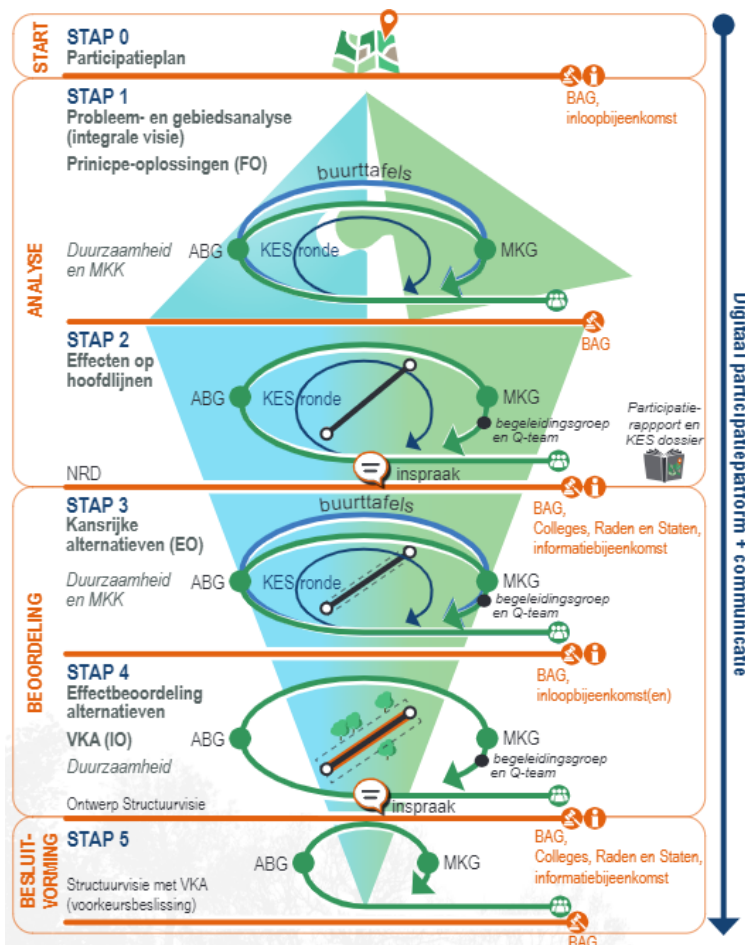 START
STAP 0
Participatieplan
BAG,
inloopbijeenkomst
ANALYSE
STAP 1
Probleem- en gebiedsanalyse
(integrale visie)
Prinicpe-oplossingen (FO)
buurttafels
Duurzaamheid
en MKK
ABG
KES ronde
MKG
BAG
STAP 2
Effecten op
hoofdlijnen
ABG
KES ronde
MKG
begeleidingsgroep
en Q-team
Participatie-
rappport en
KES dossier
NRD
inspraak
BAG,
Colleges, Raden en Staten,
informatiebijeenkomst
BEOORDELING
STAP 3
Kansrijke
alternatieven (EO)
buurttafels
Duurzaamheid
en MKK
ABG
KES ronde
MKG
begeleidingsgroep
en Q-team
BAG,
inloopbijeenkomst(en)
STAP 4
Effectbeoordeling
alternatieven
VKA (IO)
Duurzaamheid
ABG
MKG
begeleidingsgroep
en Q-team
Ontwerp Structuurvisie
inspraak
BAG,
Colleges, Raden en Staten,
informatiebijeenkomst
BESLUIT-
VORMING
STAP 5
ABG
MKG
Structuurvisie met VKA
(voorkeursbeslissing)
BAG
Digitaal participatieplatform + communicatie